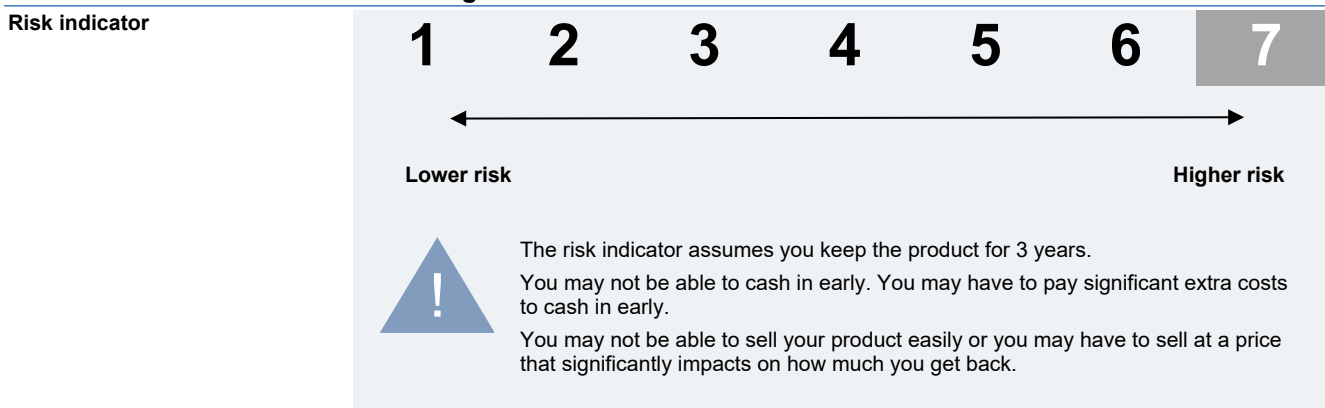 Risk indicator
1 2 3 4 5 6 7
Lower risk Higher risk
!
The risk indicator assumes you keep the product for 3 years.
You may not be able to cash in early. You may have to pay significant extra costs
to cash in early.
You may not be able to sell your product easily or you may have to sell at a price
that significantly impacts on how much you get back.